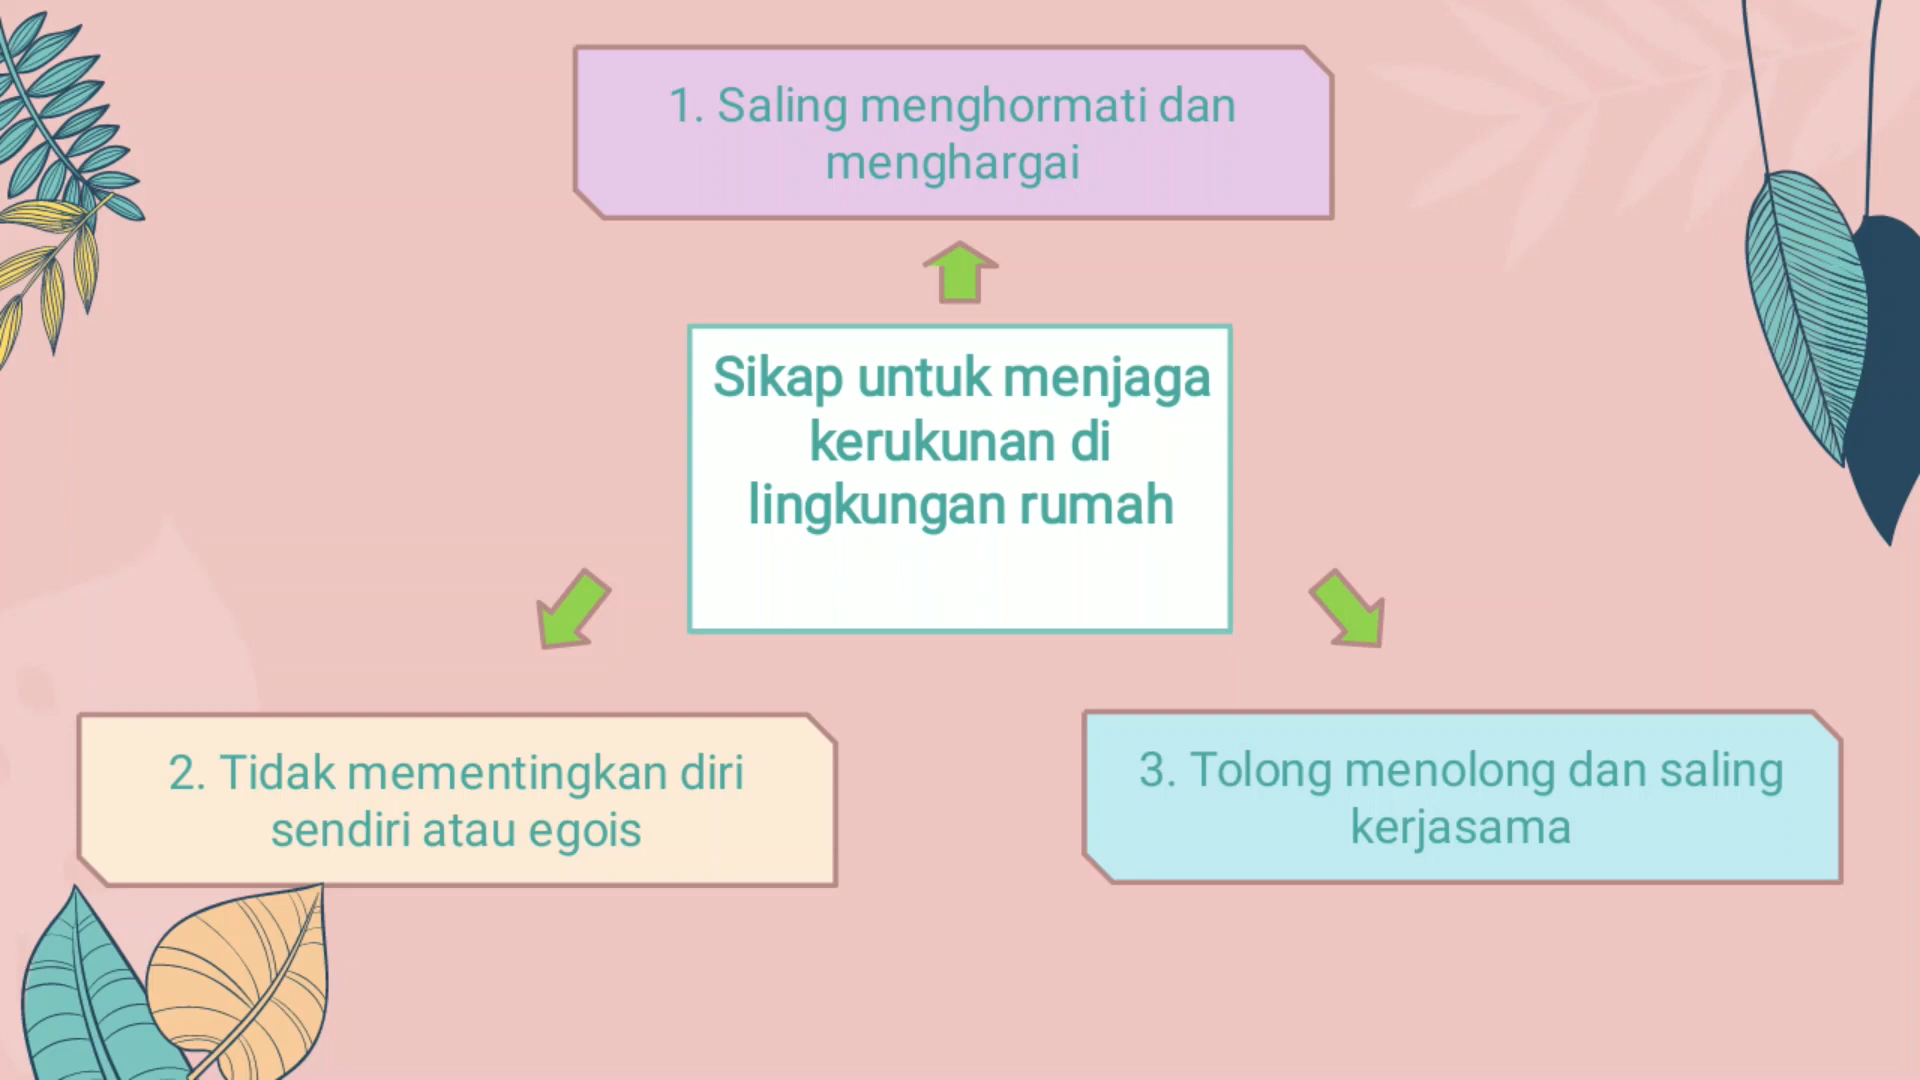 1. Saling menghormati dan
menghargai
Sikap untuk menjaga
kerukunan di
lingkungan rumah
2. Tidak mementingkan diri
sendiri atau egois
3. Tolong menolong dan saling
kerjasama